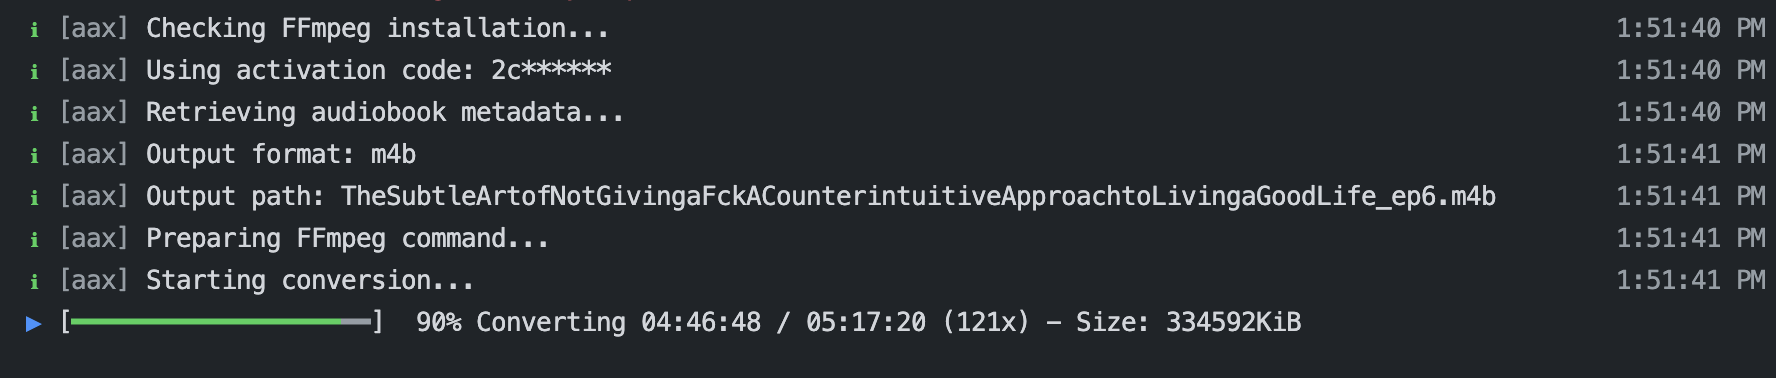 i [aax] Checking FFmpeg installation... 1:51:40 PM
i [aax] Using activation code: 2c****** 1:51:40 PM
i [aax] Retrieving audiobook metadata... 1:51:40 PM
i [aax] Output format: m4b 1:51:41 PM
i [aax] Output path: TheSubtleArtofNotGivingaFckACounterintuitiveApproachtoLivingaGoodLife_ep6.m4b 1:51:41 PM
i [aax] Preparing FFmpeg command... 1:51:41 PM
i [aax] Starting conversion... 1:51:41 PM
▶ [ ] 90% Converting 04:46:48 / 05:17:20 (121x) – Size: 334592KiB